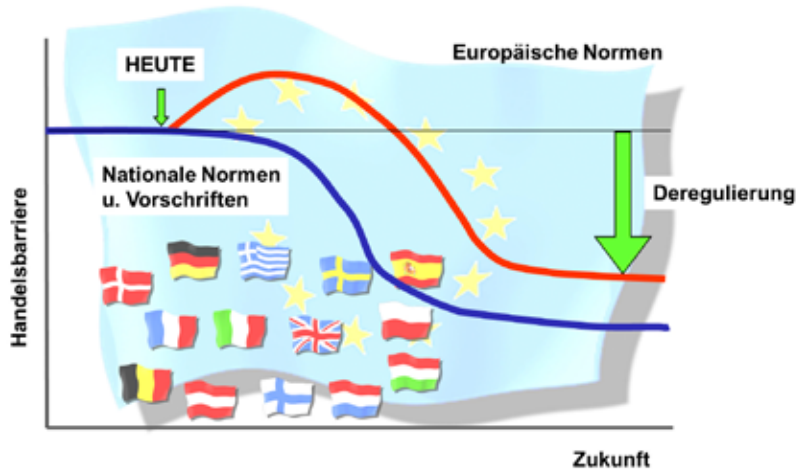 Europäische Normen
HEUTE
Nationale Normen
u. Vorschriften
Deregulierung
Handelsbarriere
Zukunft